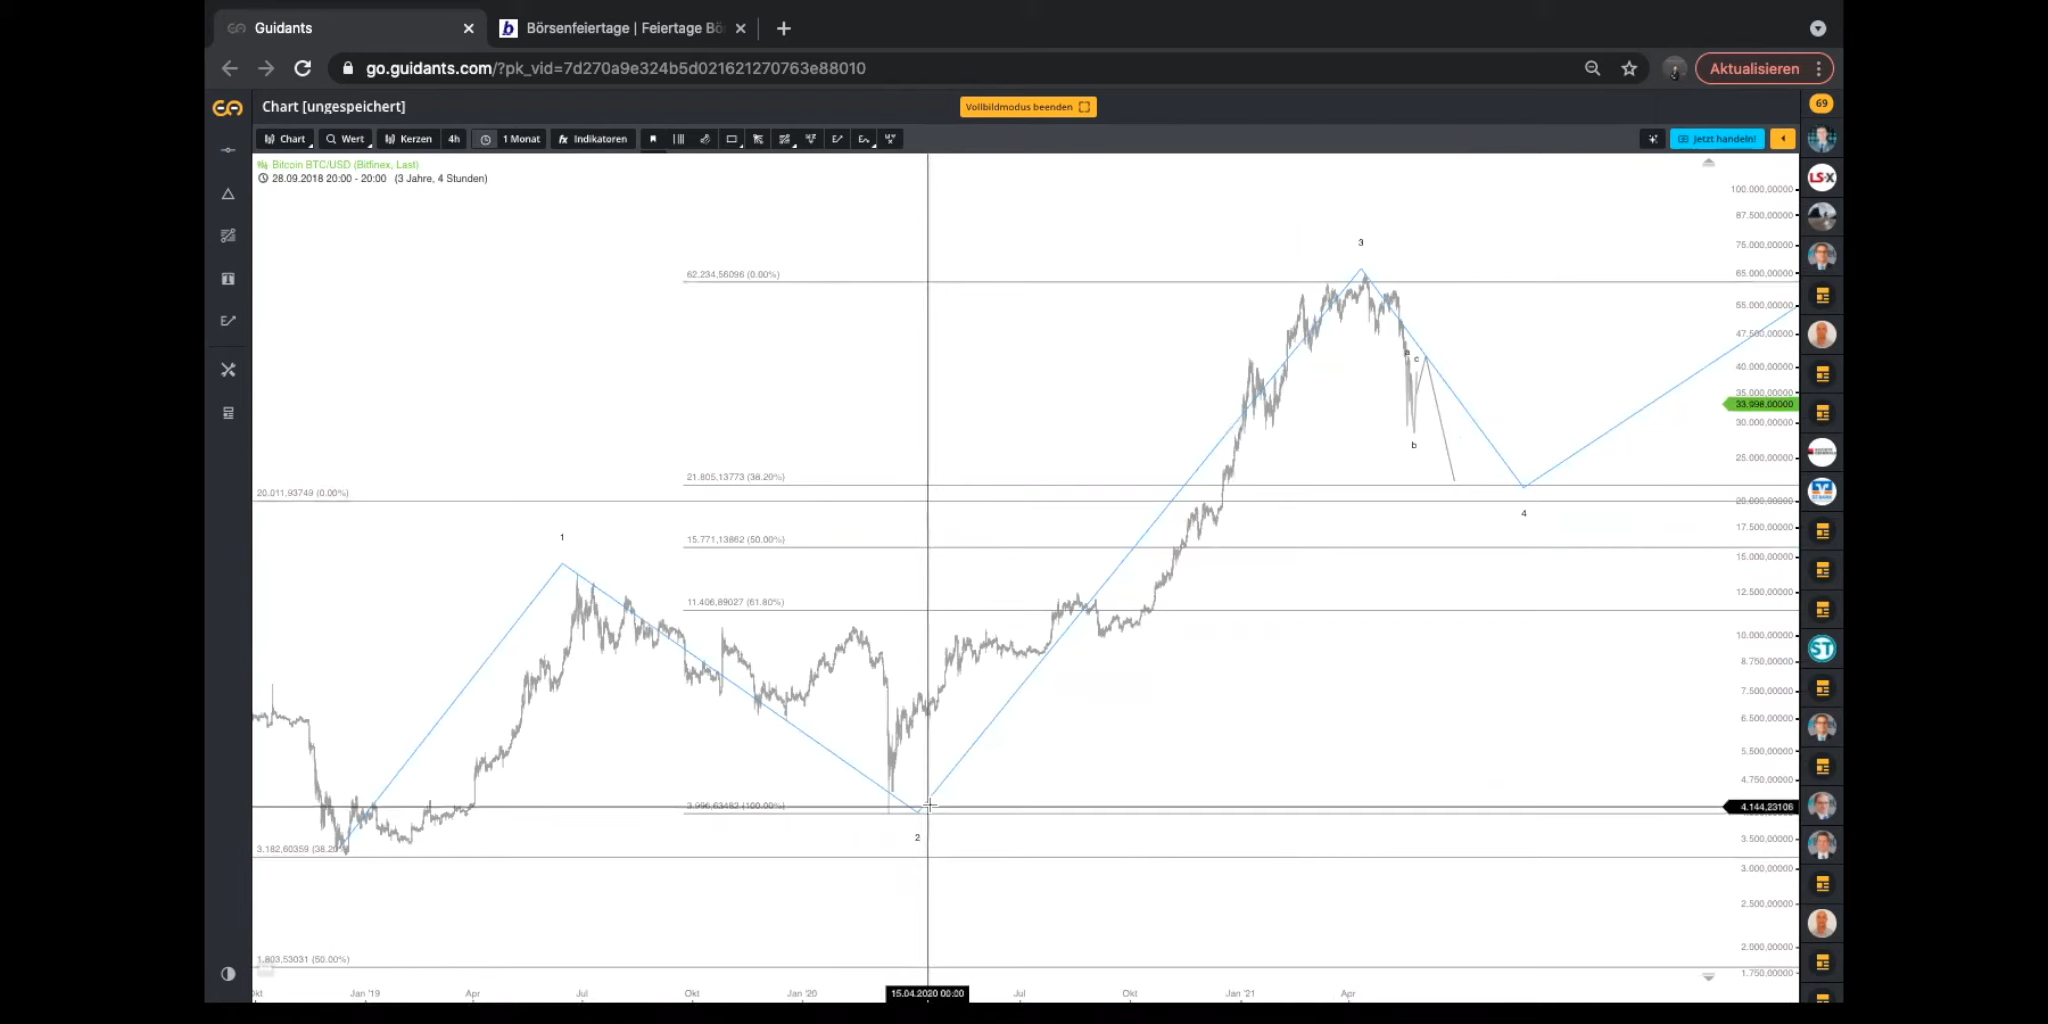 Guidants
Börsenfeiertage | Feiertage Bö
go.guidants.com/?pk_vid=7d270a9e324b5d021621270763e88010
Aktualisieren
Chart [ungespeichert]
Vollbildmodus beenden
69
Chart
Wert
Kerzen
4h
1 Monat
fx Indikatoren
Jetzt handeln!
Bitcoin BTC/USD (Bitfinex, Last)
28.09.2018 20:00 - 20:00 (3 Jahre, 4 Stunden)
100.000,00000
87.500,00000
75.000,00000
65.000,00000
55.000,00000
47.500,00000
40.000,00000
35.000,00000
33.998,00000
30.000,00000
25.000,00000
20.000,00000
17.500,00000
15.000,00000
12.500,00000
10.000,00000
8.750,00000
7.500,00000
6.500,00000
5.500,00000
4.750,00000
4.144,23106
3.500,00000
3.000,00000
2.500,00000
2.000,00000
1.750,00000
3
62.234,56096 (0.00%)
a
c
b
21.805,13773 (38.20%)
20.011,93749 (0.00%)
4
1
15.771,13862 (50.00%)
11.406,89027 (61.80%)
3.996,63482 (100.00%)
2
3.182,60359 (38.20%
1.803,53031 (50.00%)
Jan '19
Apr
Jul
Okt
Jan '20
15.04.2020 00:00
Jul
Okt
Jan '21
Apr
LS-X
ST